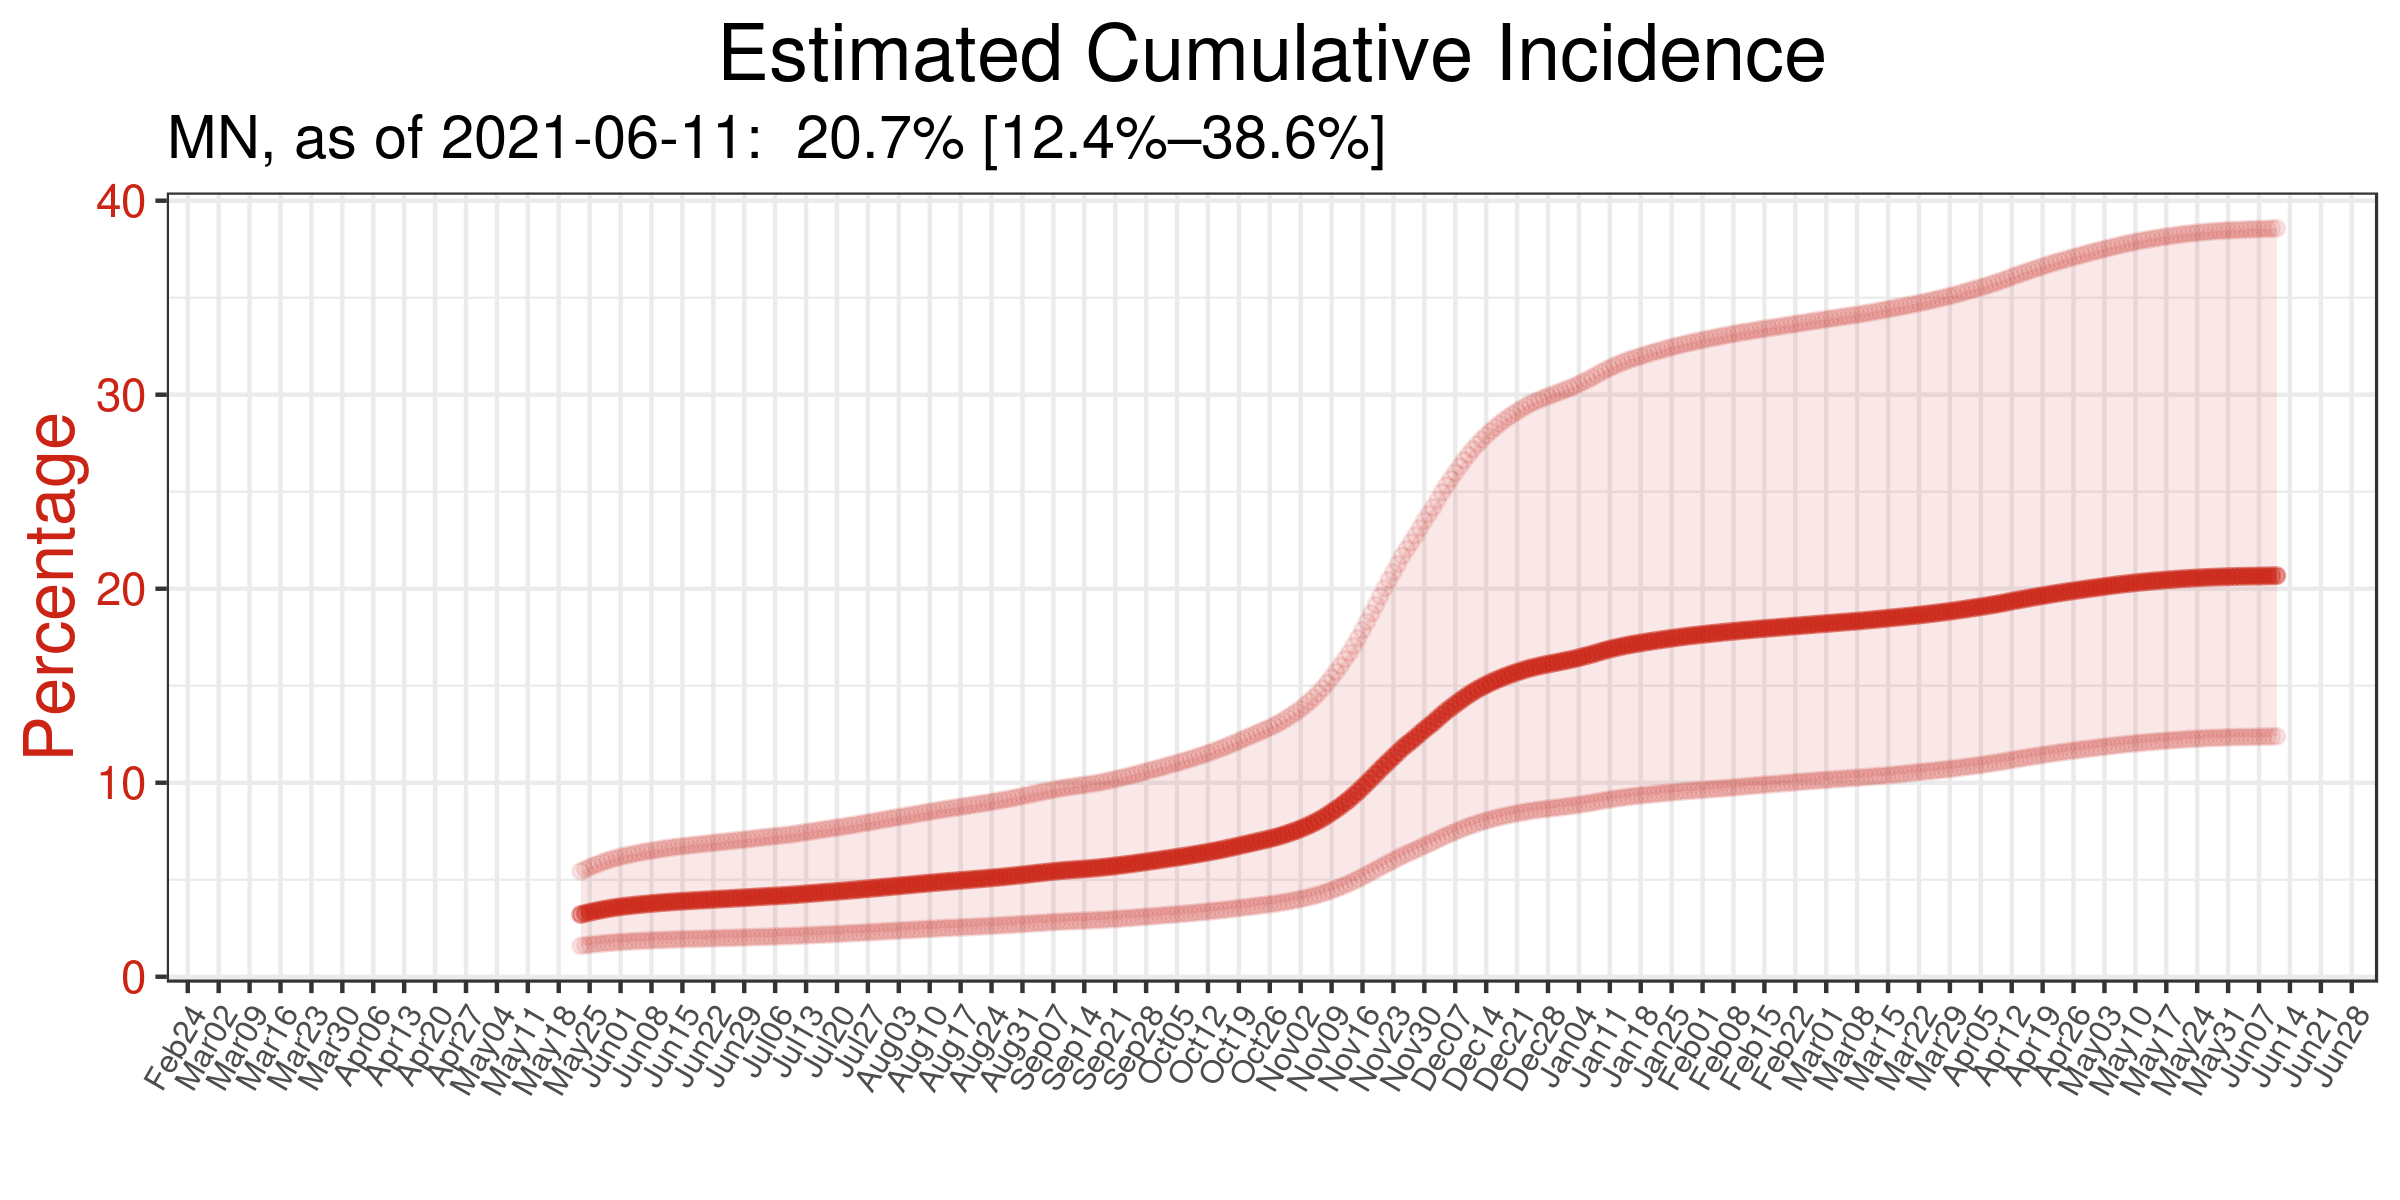 Estimated Cumulative Incidence
MN, as of 2021-06-11:  20.7% [12.4%–38.6%]
Percentage
40
30
20
10
0
Feb24
Mar02
Mar09
Mar16
Mar23
Mar30
Apr06
Apr13
Apr20
Apr27
May04
May11
May18
May25
Jun01
Jun08
Jun15
Jun22
Jun29
Jul06
Jul13
Jul20
Jul27
Aug03
Aug10
Aug17
Aug24
Aug31
Sep07
Sep14
Sep21
Sep28
Oct05
Oct12
Oct19
Oct26
Nov02
Nov09
Nov16
Nov23
Nov30
Dec07
Dec14
Dec21
Dec28
Jan04
Jan11
Jan18
Jan25
Feb01
Feb08
Feb15
Feb22
Mar01
Mar08
Mar15
Mar22
Mar29
Apr05
Apr12
Apr19
Apr26
May03
May10
May17
May24
May31
Jun07
Jun14
Jun21
Jun28